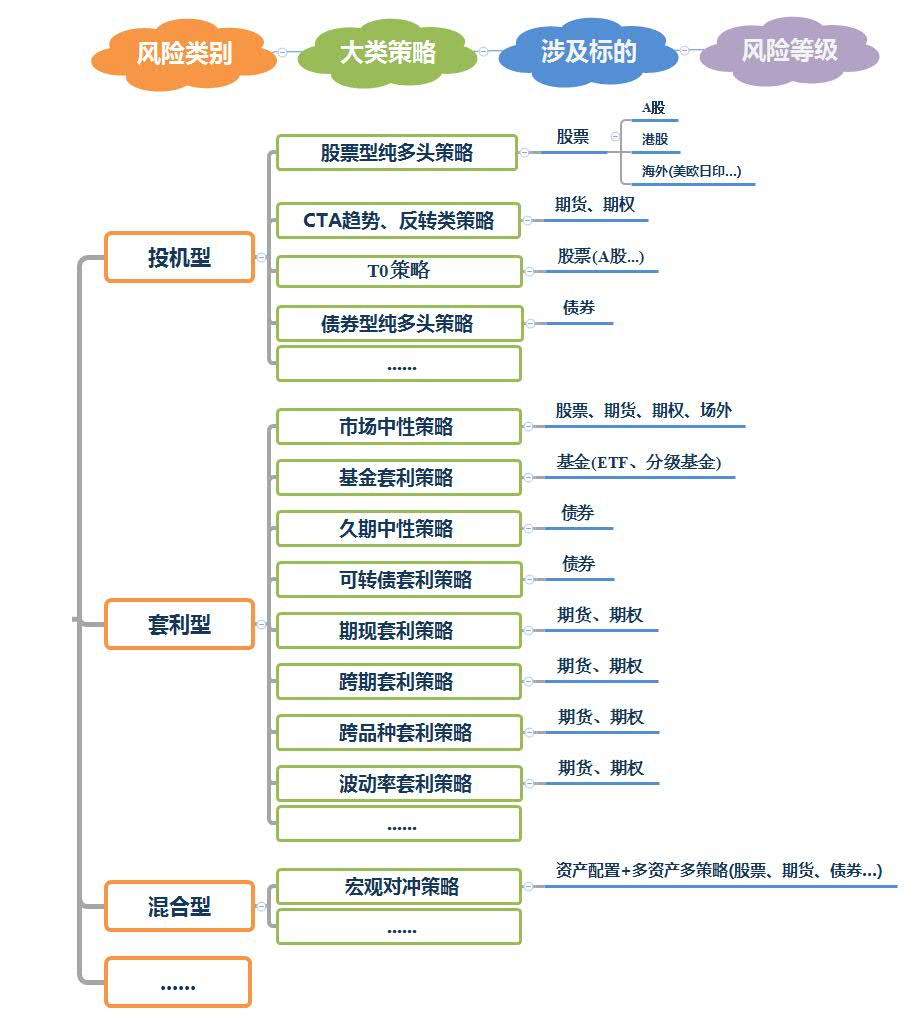 风险类别
大类策略
涉及标的
风险等级
投机型
股票型纯多头策略
股票
A股
港股
海外(美欧日印...)
CTA趋势、反转类策略
期货、期权
T0策略
股票(A股...)
债券型纯多头策略
债券
......
套利型
市场中性策略
股票、期货、期权、场外
基金套利策略
基金(ETF、分级基金)
久期中性策略
债券
可转债套利策略
债券
期现套利策略
期货、期权
跨期套利策略
期货、期权
跨品种套利策略
期货、期权
波动率套利策略
期货、期权
......
混合型
宏观对冲策略
资产配置+多资产多策略(股票、期货、债券...)
......
......